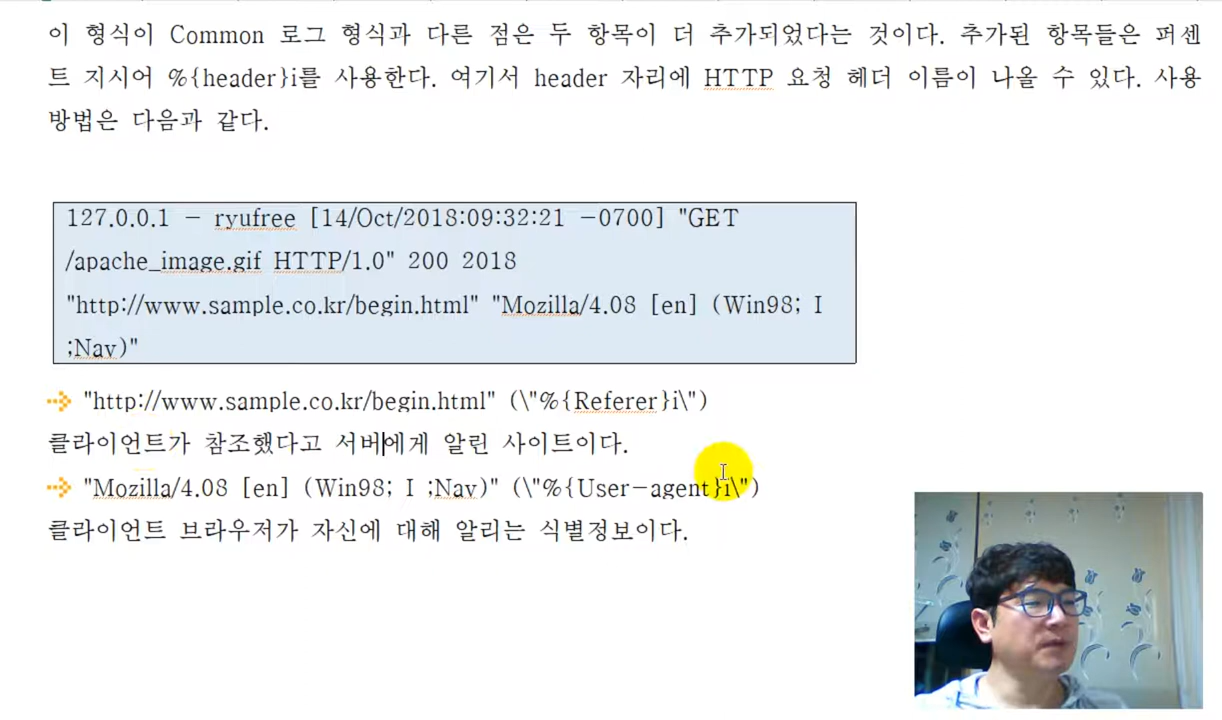 이 형식이 Common 로그 형식과 다른 점은 두 항목이 더 추가되었다는 것이다. 추가된 항목들은 퍼센
트 지시어 %{header}i를 사용한다. 여기서 header 자리에 HTTP 요청 헤더 이름이 나올 수 있다. 사용
방법은 다음과 같다.
127.0.0.1 - ryufree [14/Oct/2018:09:32:21 -0700] "GET
/apache_image.gif HTTP/1.0" 200 2018
"http://www.sample.co.kr/begin.html" "Mozilla/4.08 [en] (Win98; I
;Nav)"
"http://www.sample.co.kr/begin.html" (\"%{Referer}i\")
클라이언트가 참조했다고 서버에게 알린 사이트이다.
"Mozilla/4.08 [en] (Win98; I ;Nav)" (\"%{User-agent}i\")
클라이언트 브라우저가 자신에 대해 알리는 식별정보이다.